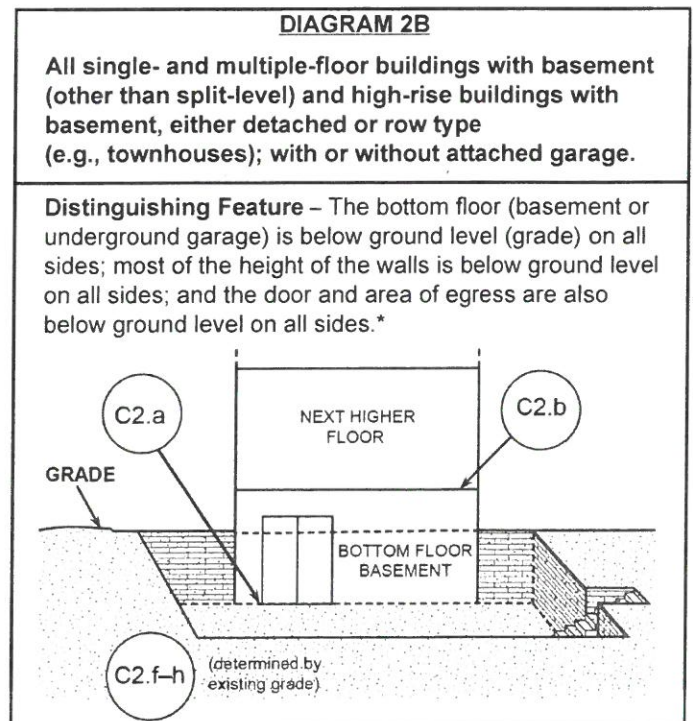 DIAGRAM 2B
All single- and multiple-floor buildings with basement
(other than split-level) and high-rise buildings with
basement, either detached or row type
(e.g., townhouses); with or without attached garage.
Distinguishing Feature – The bottom floor (basement or
underground garage) is below ground level (grade) on all
sides; most of the height of the walls is below ground level
on all sides; and the door and area of egress are also
below ground level on all sides.*
C2.a
NEXT HIGHER
FLOOR
C2.b
GRADE
BOTTOM FLOOR
BASEMENT
C2.f–h
(determined by
existing grade)